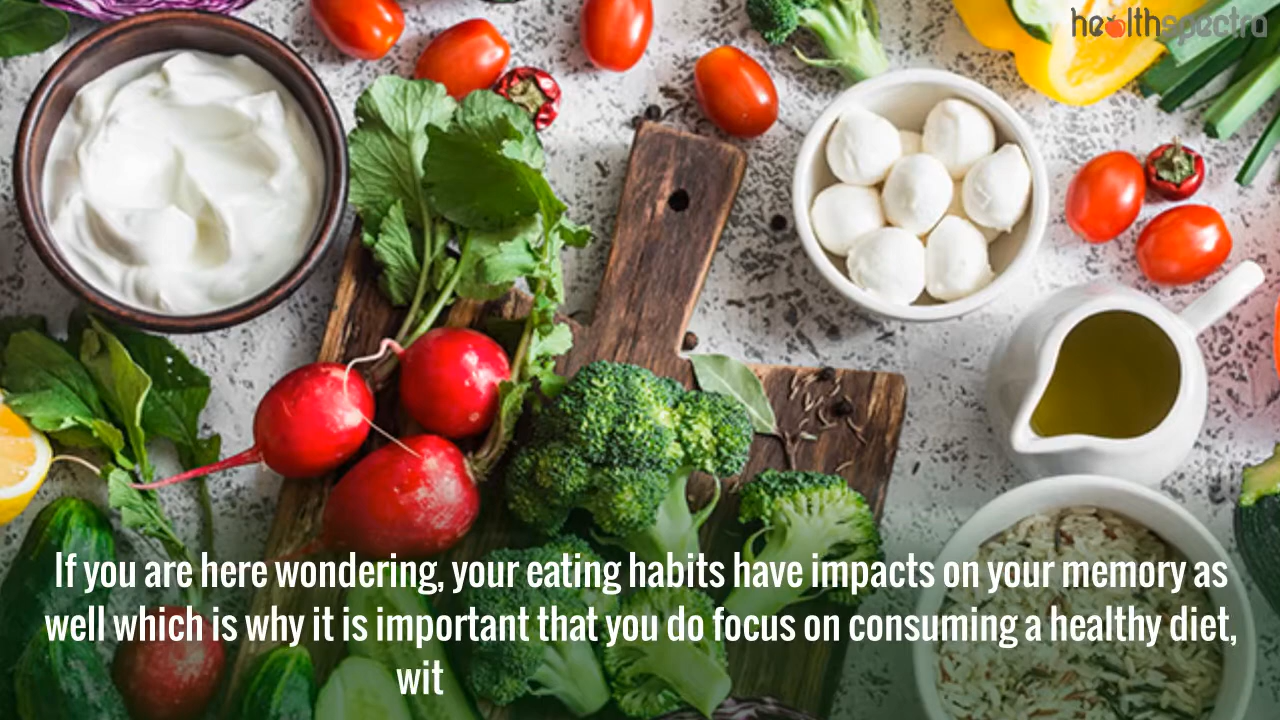 healthspectra
If you are here wondering, your eating habits have impacts on your memory as
well which is why it is important that you do focus on consuming a healthy diet,
wit